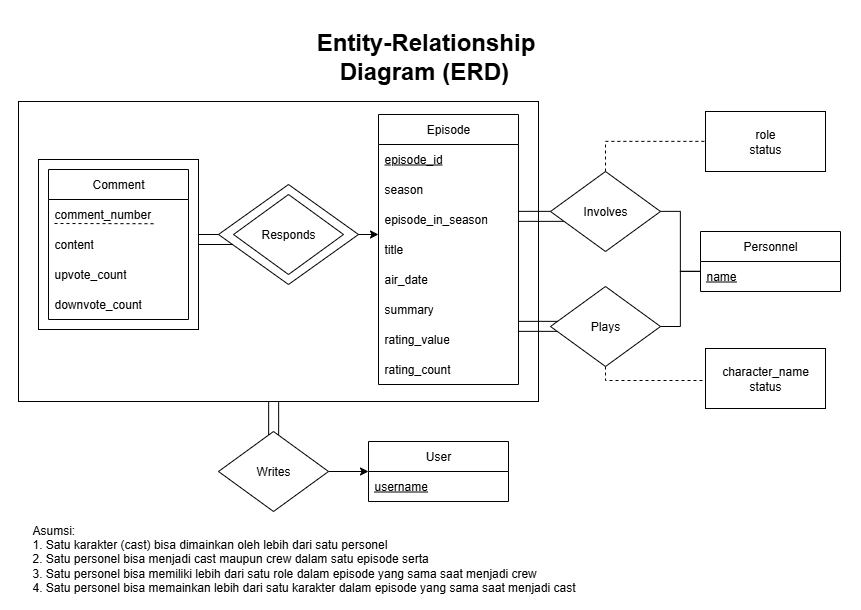 Entity-Relationship
Diagram (ERD)
Episode
episode_id
season
episode_in_season
title
air_date
summary
rating_value
rating_count
Comment
comment_number
content
upvote_count
downvote_count
Responds
Involves
role
status
Personnel
name
Plays
character_name
status
Writes
User
username
Asumsi:
1. Satu karakter (cast) bisa dimainkan oleh lebih dari satu personel
2. Satu personel bisa menjadi cast maupun crew dalam satu episode serta
3. Satu personel bisa memiliki lebih dari satu role dalam episode yang sama saat menjadi crew
4. Satu personel bisa memainkan lebih dari satu karakter dalam episode yang sama saat menjadi cast